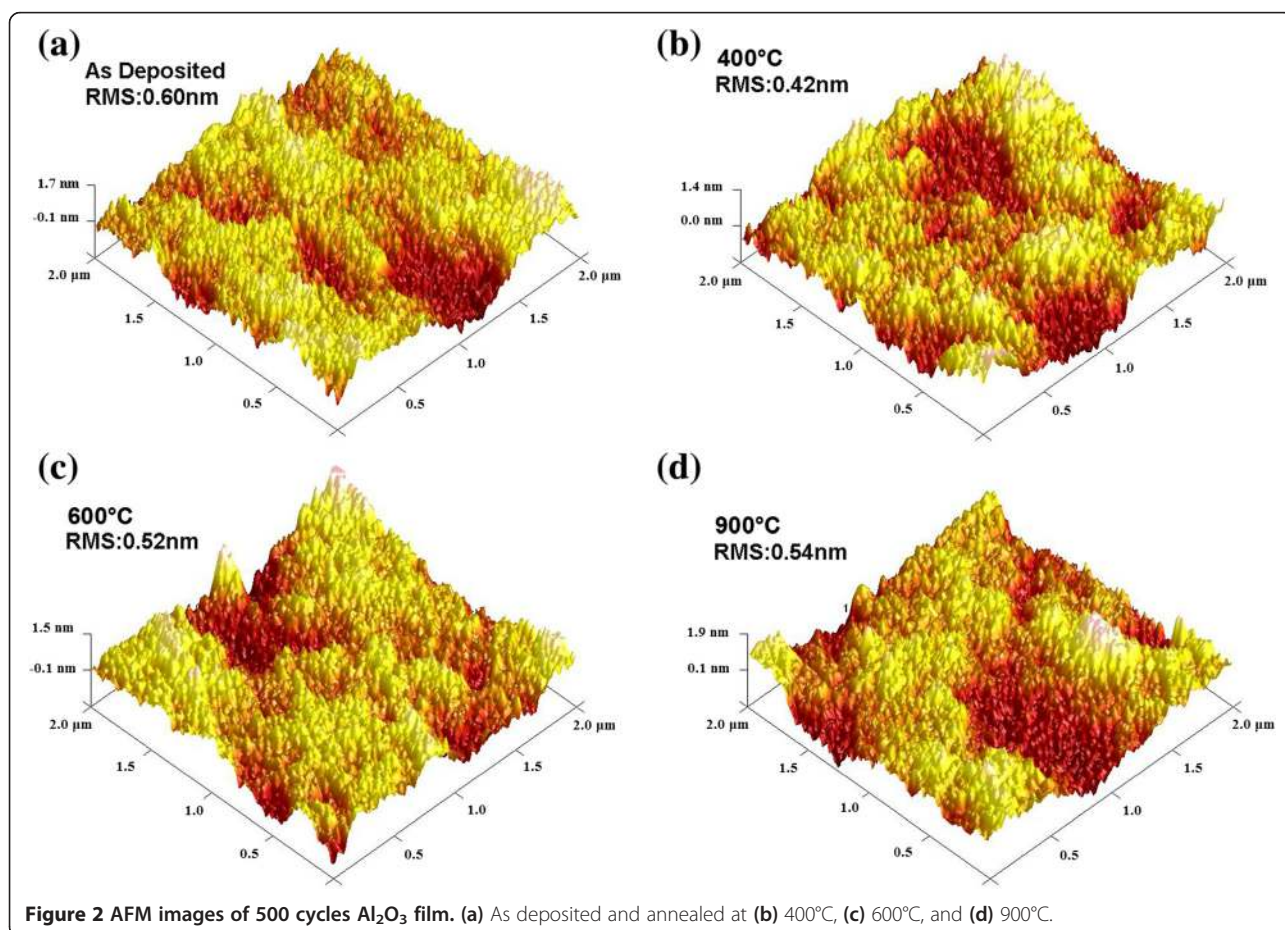 (a)
As Deposited
RMS:0.60nm
1.7 nm
-0.1 nm
2.0 µm
1.5
1.0
0.5
0.5
1.0
1.5
2.0 µm
(b)
400°C
RMS:0.42nm
1.4 nm
0.0 nm
2.0 µm
1.5
1.0
0.5
0.5
1.0
1.5
2.0 µm
(c)
600°C
RMS:0.52nm
1.5 nm
-0.1 nm
2.0 µm
1.5
1.0
0.5
0.5
1.0
1.5
2.0 µm
(d)
900°C
RMS:0.54nm
1
1.9 nm
0.1 nm
2.0 µm
1.5
1.0
0.5
0.5
1.0
1.5
2.0 µm
Figure 2 AFM images of 500 cycles Al₂O₃ film. (a) As deposited and annealed at (b) 400°C, (c) 600°C, and (d) 900°C.